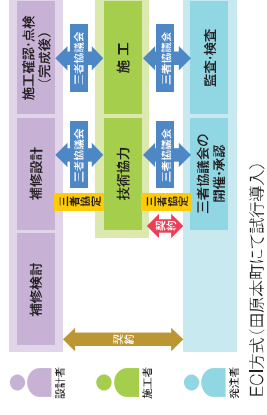 ECI方式（田原本町にて試行導入）
設計者
補修検討
補修設計
施工確認・点検
（完成後）
契約
三者協定
三者協議会
三者協議会
施工者
技術協力
施工
契約
三者協定
三者協議会
三者協議会
発注者
三者協議会の
開催・承認
監査・検査